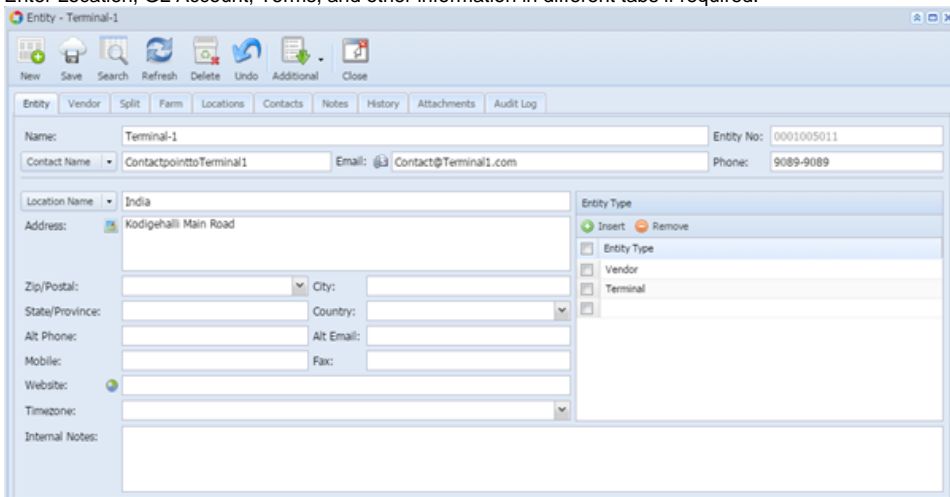 Enter Location, GL Account, Terms, and other information in different tabs if required.
Entity - Terminal-1
New Save Search Refresh Delete Undo Additional Close
Entity Vendor Split Farm Locations Contacts Notes History Attachments Audit Log
Name: Terminal-1 Entity No: 0001005011
Contact Name ContactpointtoTerminal1 Email: Contact@Terminal1.com Phone: 9089-9089
Location Name India Entity Type
Address: Kodigehalli Main Road Insert Remove
Entity Type
Vendor
Zip/Postal: City: Terminal
State/Province: Country:
Alt Phone: Alt Email:
Mobile: Fax:
Website:
Timezone:
Internal Notes: